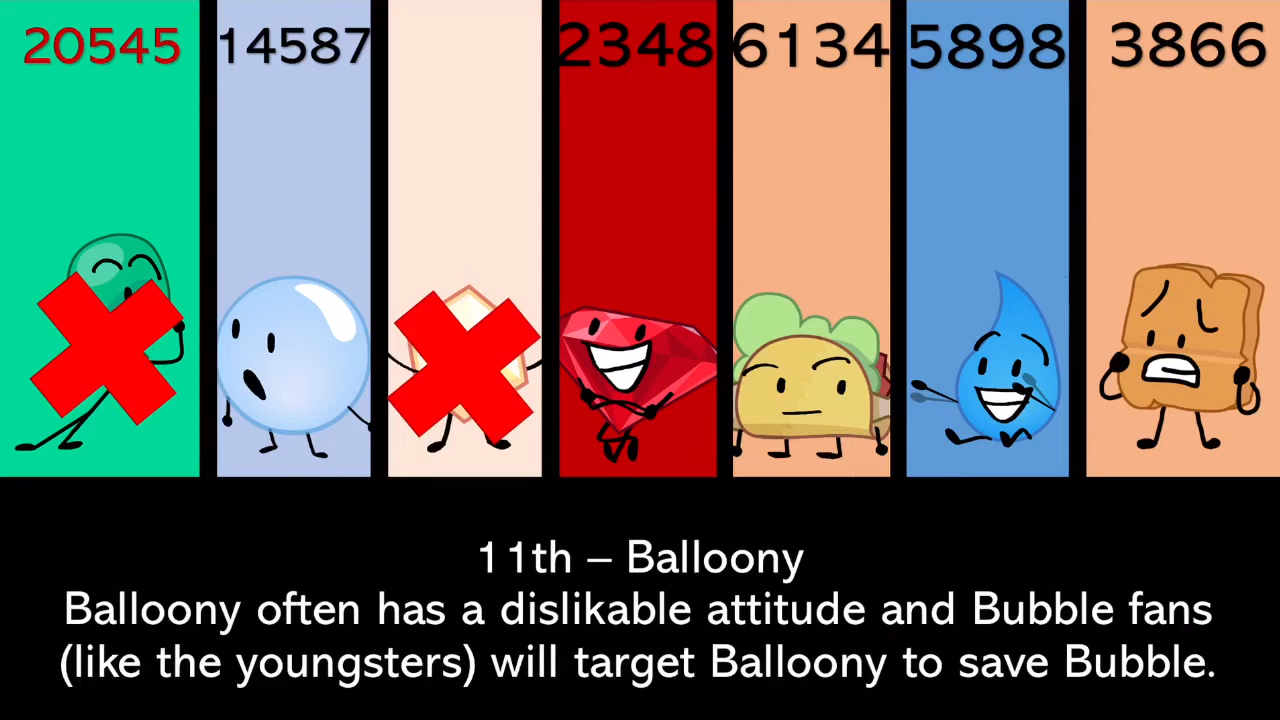 20545 14587 2348 6134 5898 3866
11th – Balloony
Balloony often has a dislikable attitude and Bubble fans
(like the youngsters) will target Balloony to save Bubble.